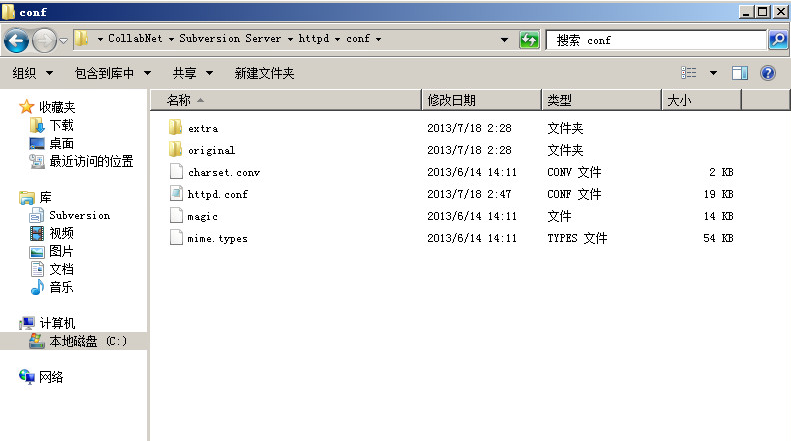 conf
CollabNet Subversion Server httpd conf
搜索 conf
组织 包含到库中 共享 新建文件夹
名称 修改日期 类型 大小
收藏夹
下载
桌面
最近访问的位置
库
Subversion
视频
图片
文档
音乐
计算机
本地磁盘 (C:)
网络
extra 2013/7/18 2:28 文件夹
original 2013/7/18 2:28 文件夹
charset.conv 2013/6/14 14:11 CONV 文件 2 KB
httpd.conf 2013/7/18 2:47 CONF 文件 19 KB
magic 2013/6/14 14:11 文件 14 KB
mime.types 2013/6/14 14:11 TYPES 文件 54 KB